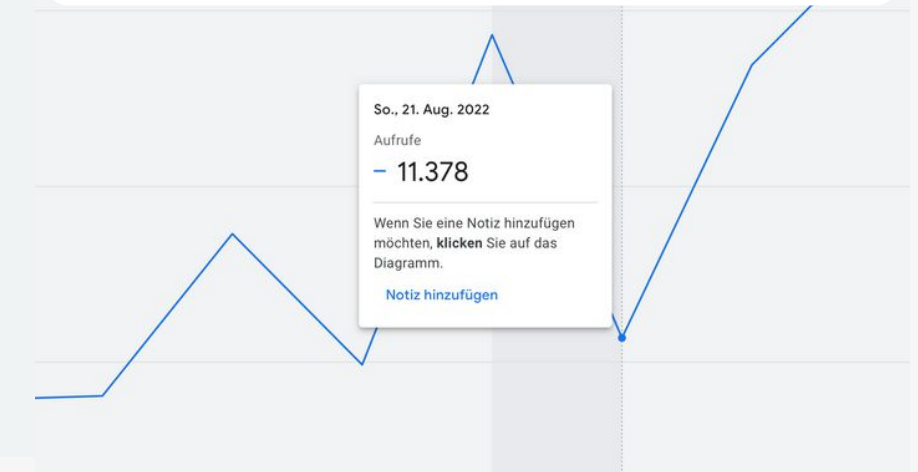 So., 21. Aug. 2022
Aufrufe
– 11.378
Wenn Sie eine Notiz hinzufügen
möchten, klicken Sie auf das
Diagramm.
Notiz hinzufügen